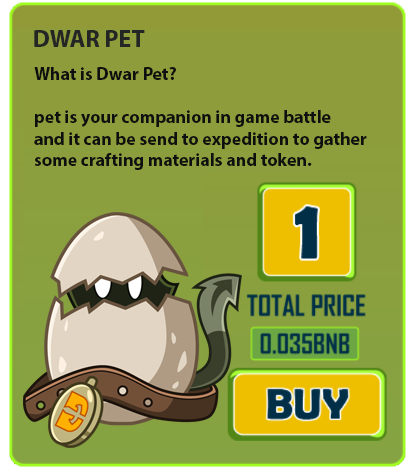 DWAR PET
What is Dwar Pet?
pet is your companion in game battle
and it can be send to expedition to gather
some crafting materials and token.
1
TOTAL PRICE
0.035BNB
BUY